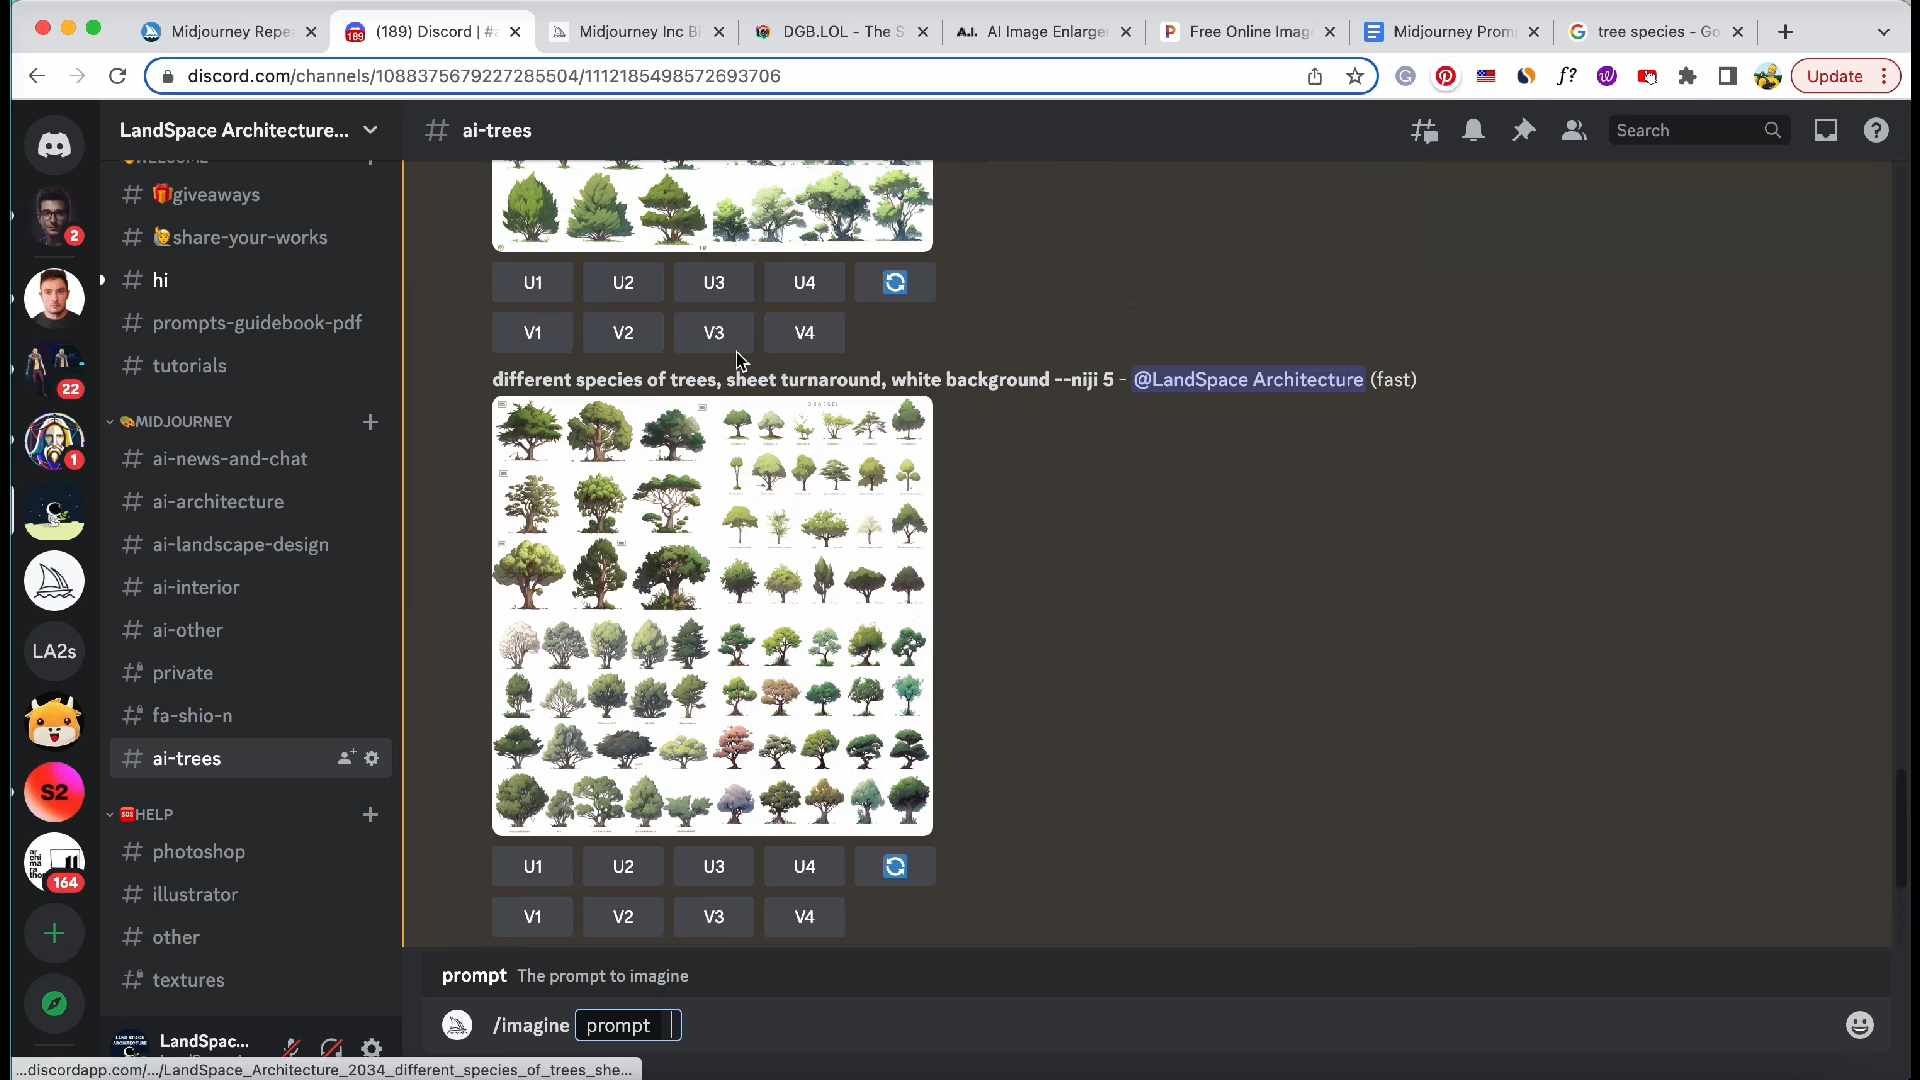 Midjourney Repe
(189) Discord | #a
Midjourney Inc Bi
DGB.LOL - The S
A.I. AI Image Enlarge
Free Online Imag
Midjourney Prom
tree species - Go
discord.com/channels/1088375679227285504/1112185498572693706
Update
LandSpace Architecture...
# ai-trees
Search
WELCOME
# 🎁giveaways
# 🙋share-your-works
# hi
# prompts-guidebook-pdf
# tutorials
🎨MIDJOURNEY
# ai-news-and-chat
# ai-architecture
# ai-landscape-design
# ai-interior
# ai-other
# private
# fa-shio-n
# ai-trees
🆘HELP
# photoshop
# illustrator
# other
# textures
2
22
1
LA2s
S2
archimarathon
164
U1 U2 U3 U4
V1 V2 V3 V4
different species of trees, sheet turnaround, white background --niji 5 - @LandSpace Architecture (fast)
U1 U2 U3 U4
V1 V2 V3 V4
prompt The prompt to imagine
/imagine prompt
LandSpac...
...discordapp.com/.../LandSpace_Architecture_2034_different_species_of_trees_she...